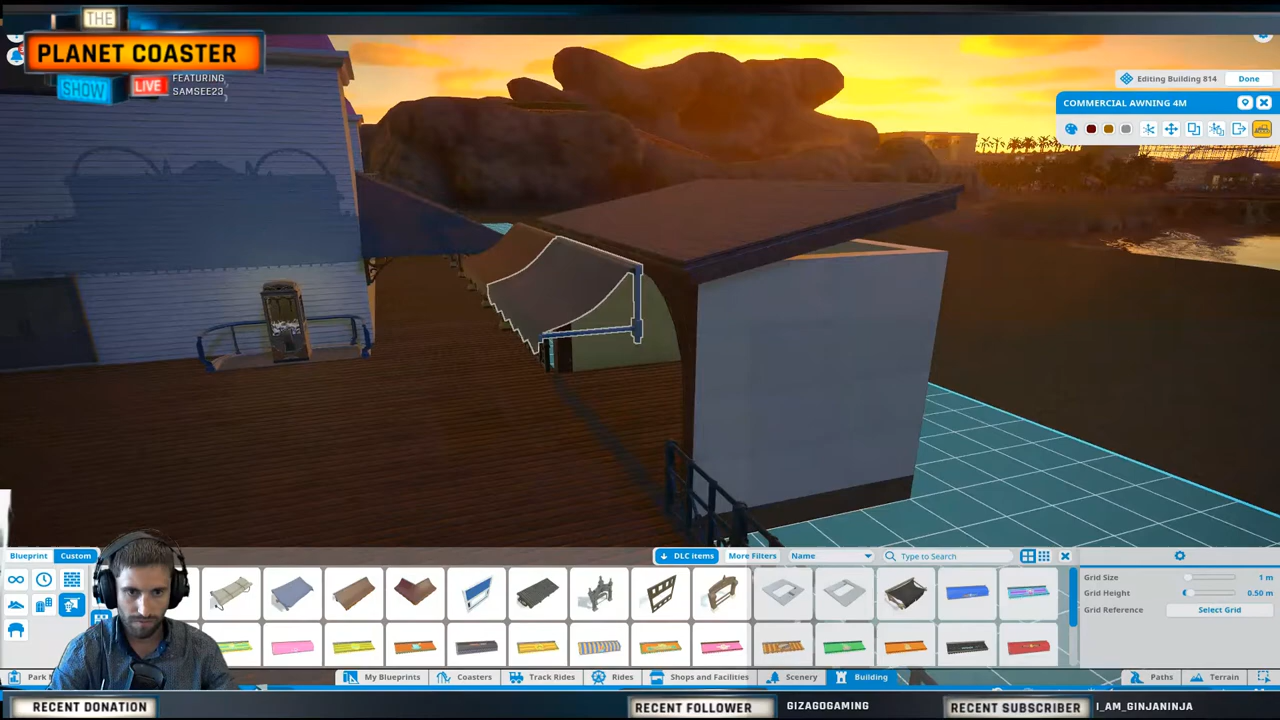 THE
PLANET COASTER
SHOW
LIVE
FEATURING
SAMSEE23
Editing Building 814
Done
COMMERCIAL AWNING 4M
Blueprint
Custom
DLC items
More Filters
Name
Type to Search
Grid Size
1 m
Grid Height
0.50 m
Grid Reference
Select Grid
Park
My Blueprints
Coasters
Track Rides
Rides
Shops and Facilities
Scenery
Building
Paths
Terrain
RECENT DONATION
RECENT FOLLOWER
GIZAGOGAMING
RECENT SUBSCRIBER
I_AM_GINJANINJA